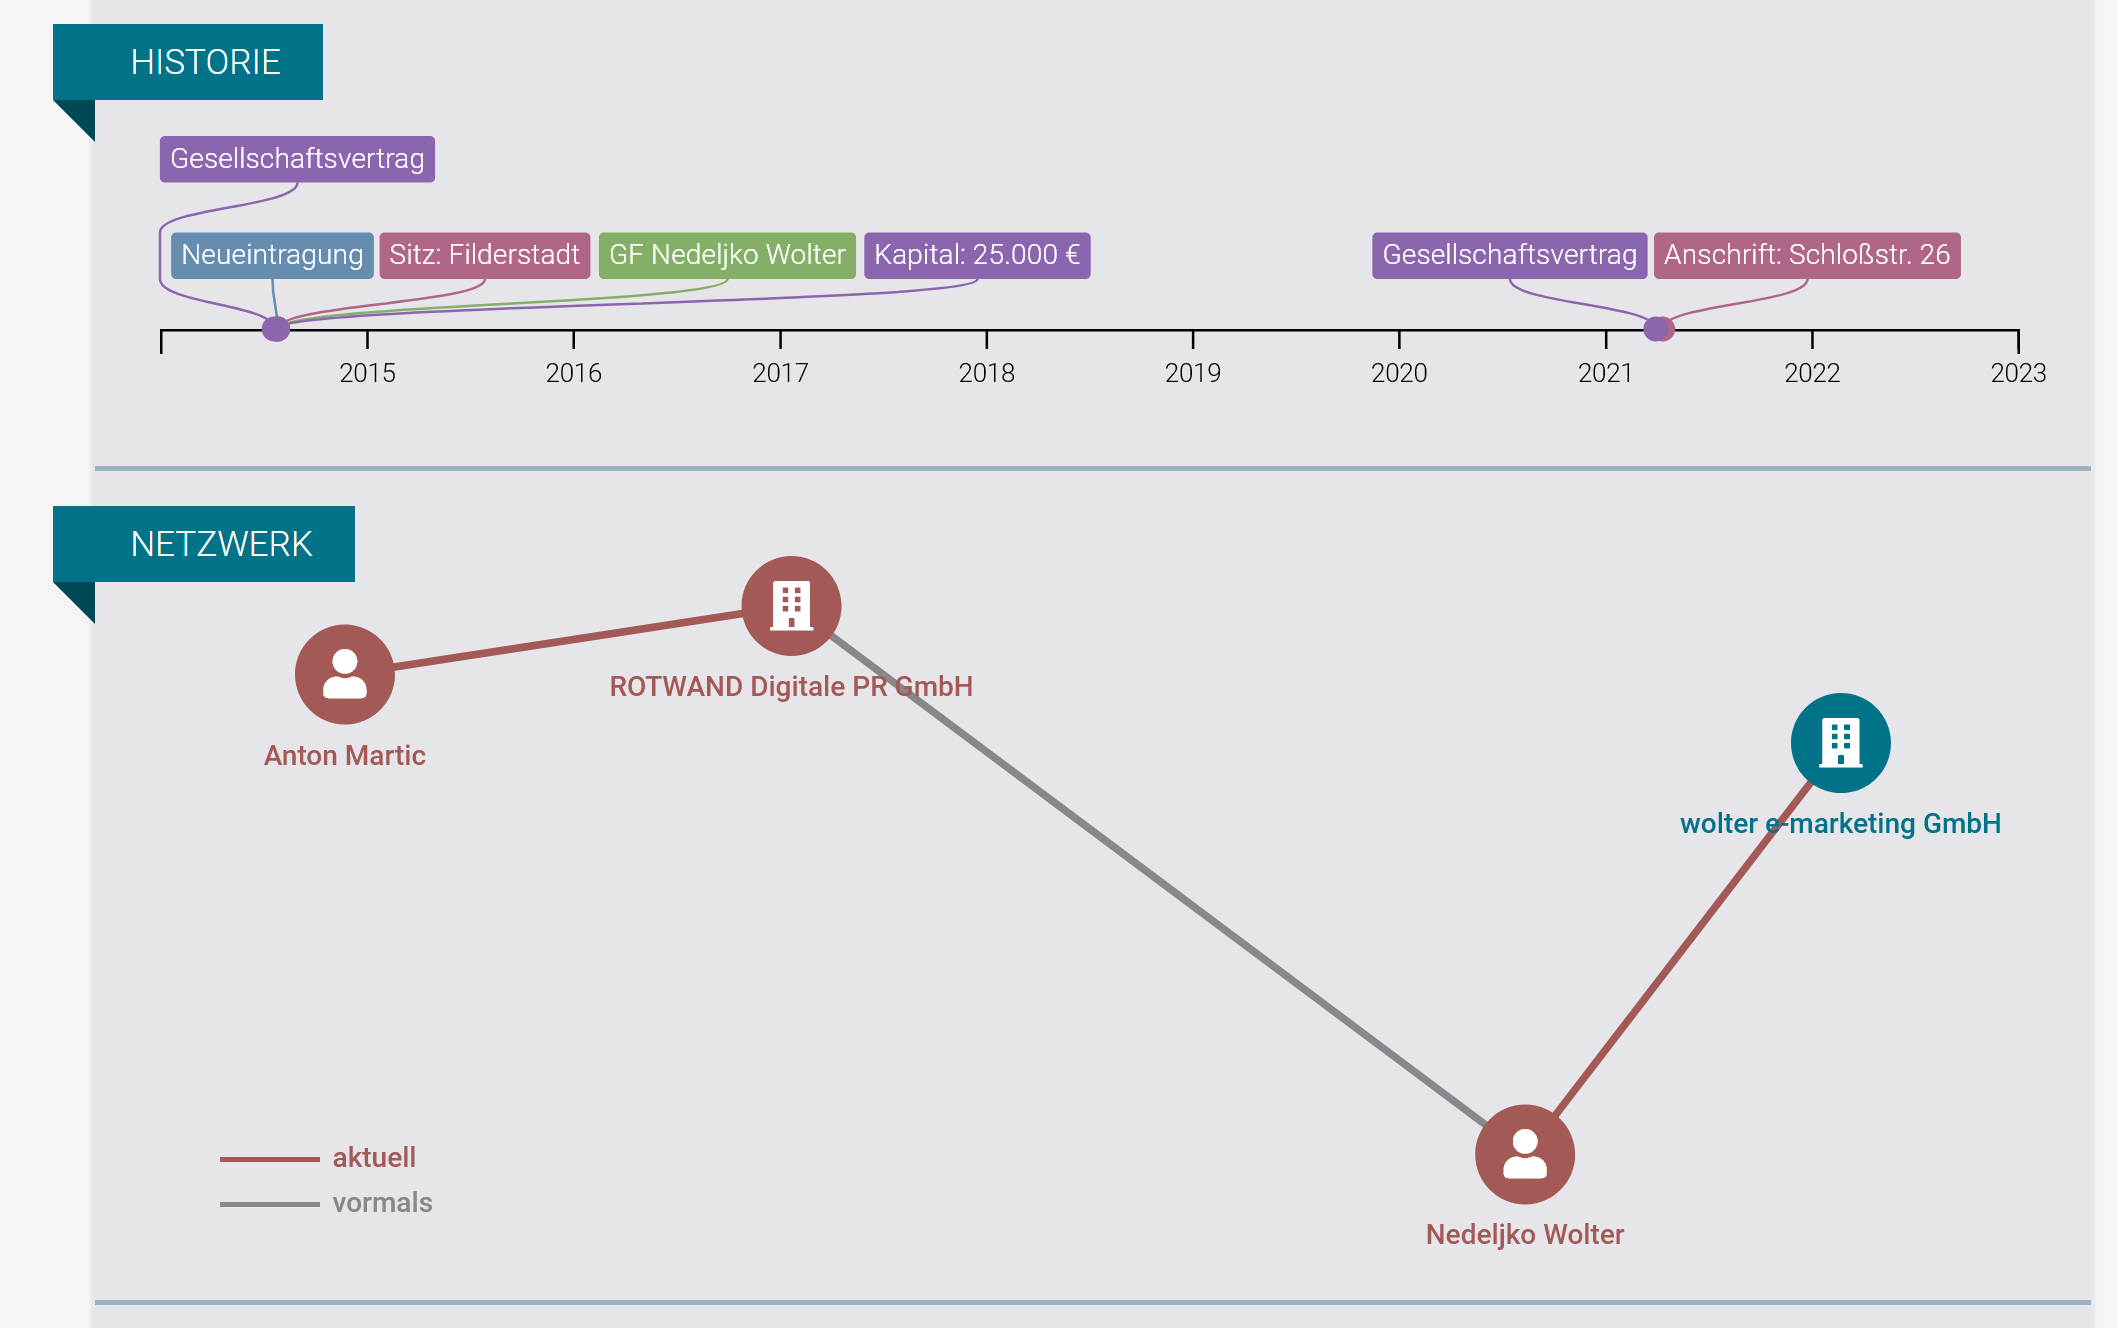 HISTORIE
Gesellschaftsvertrag
Neueintragung
Sitz: Filderstadt
GF Nedeljko Wolter
Kapital: 25.000 €
Gesellschaftsvertrag
Anschrift: Schloßstr. 26
2015
2016
2017
2018
2019
2020
2021
2022
2023
NETZWERK
ROTWAND Digitale PR GmbH
Anton Martic
wolter e-marketing GmbH
aktuell
vormals
Nedeljko Wolter